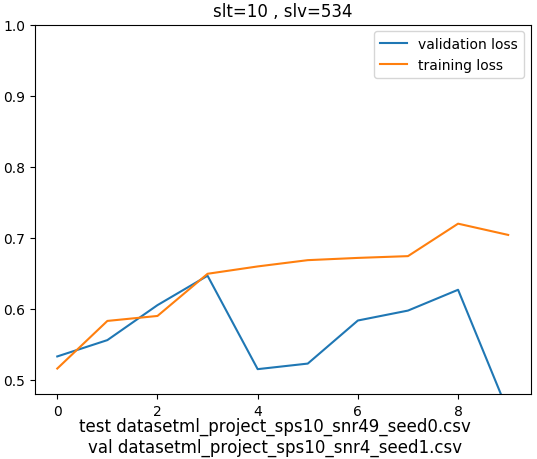 slt=10 , slv=534
validation loss
training loss
1.0
0.9
0.8
0.7
0.6
0.5
0 2 4 6 8
test datasetml_project_sps10_snr49_seed0.csv
val datasetml_project_sps10_snr4_seed1.csv